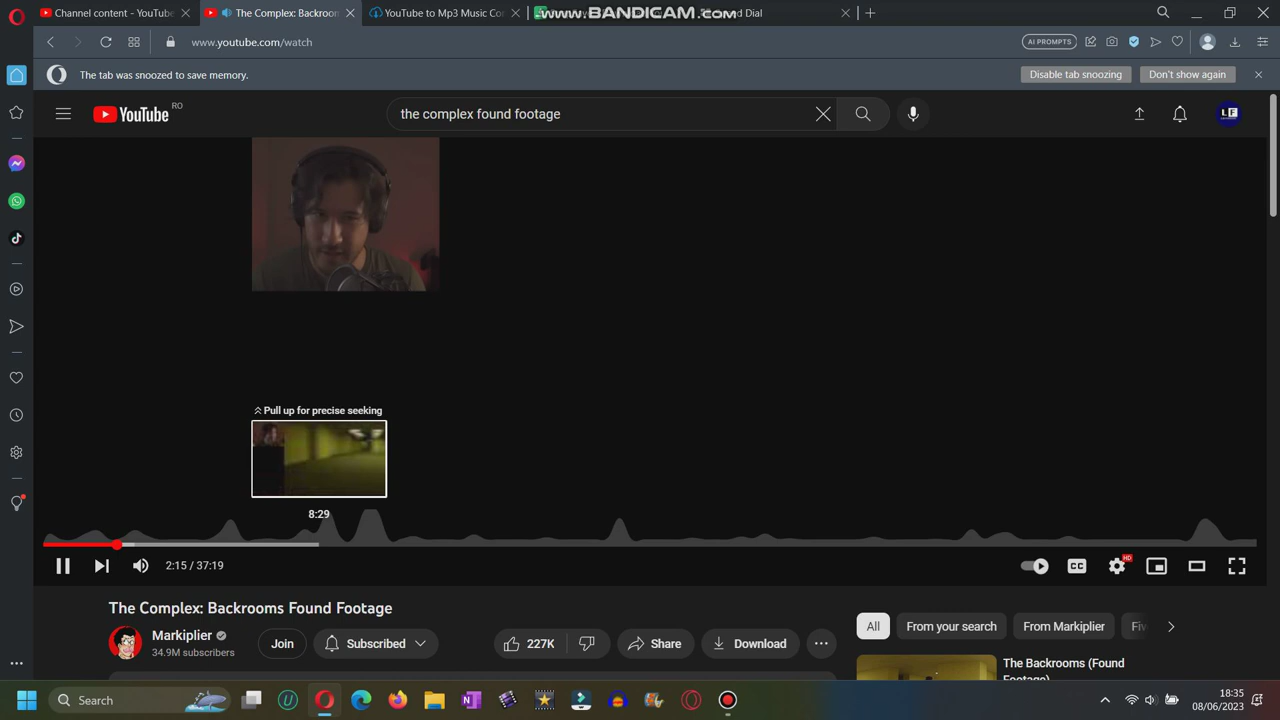 Channel content - YouTube
The Complex: Backroom
YouTube to Mp3 Music Co
www.BANDICAM.com
d Dial
www.youtube.com/watch
AI PROMPTS
The tab was snoozed to save memory.
Disable tab snoozing
Don't show again
YouTube
RO
the complex found footage
LF
Pull up for precise seeking
8:29
2:15 / 37:19
CC
HD
The Complex: Backrooms Found Footage
Markiplier
34.9M subscribers
Join
Subscribed
227K
Share
Download
All
From your search
From Markiplier
Fiv
The Backrooms (Found
Footage)
Search
18:35
08/06/2023